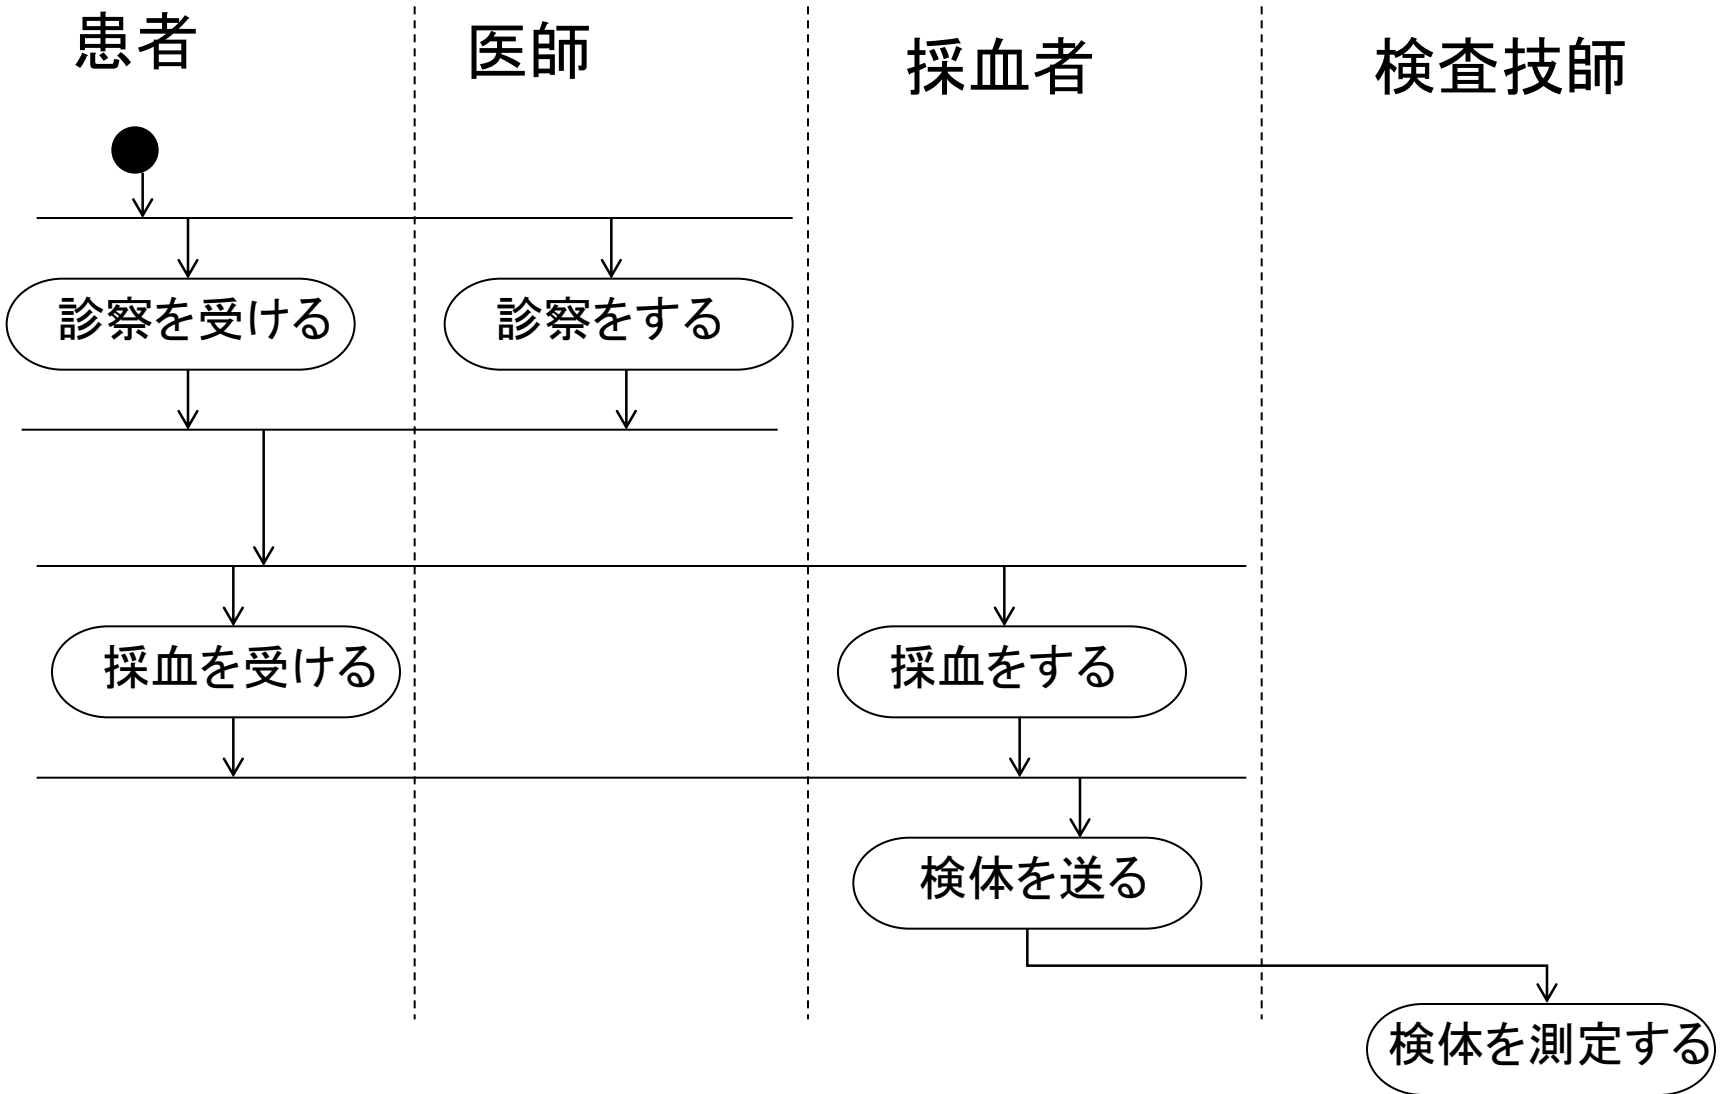 患者
医師
採血者
検査技師
診察を受ける
診察をする
採血を受ける
採血をする
検体を送る
検体を測定する